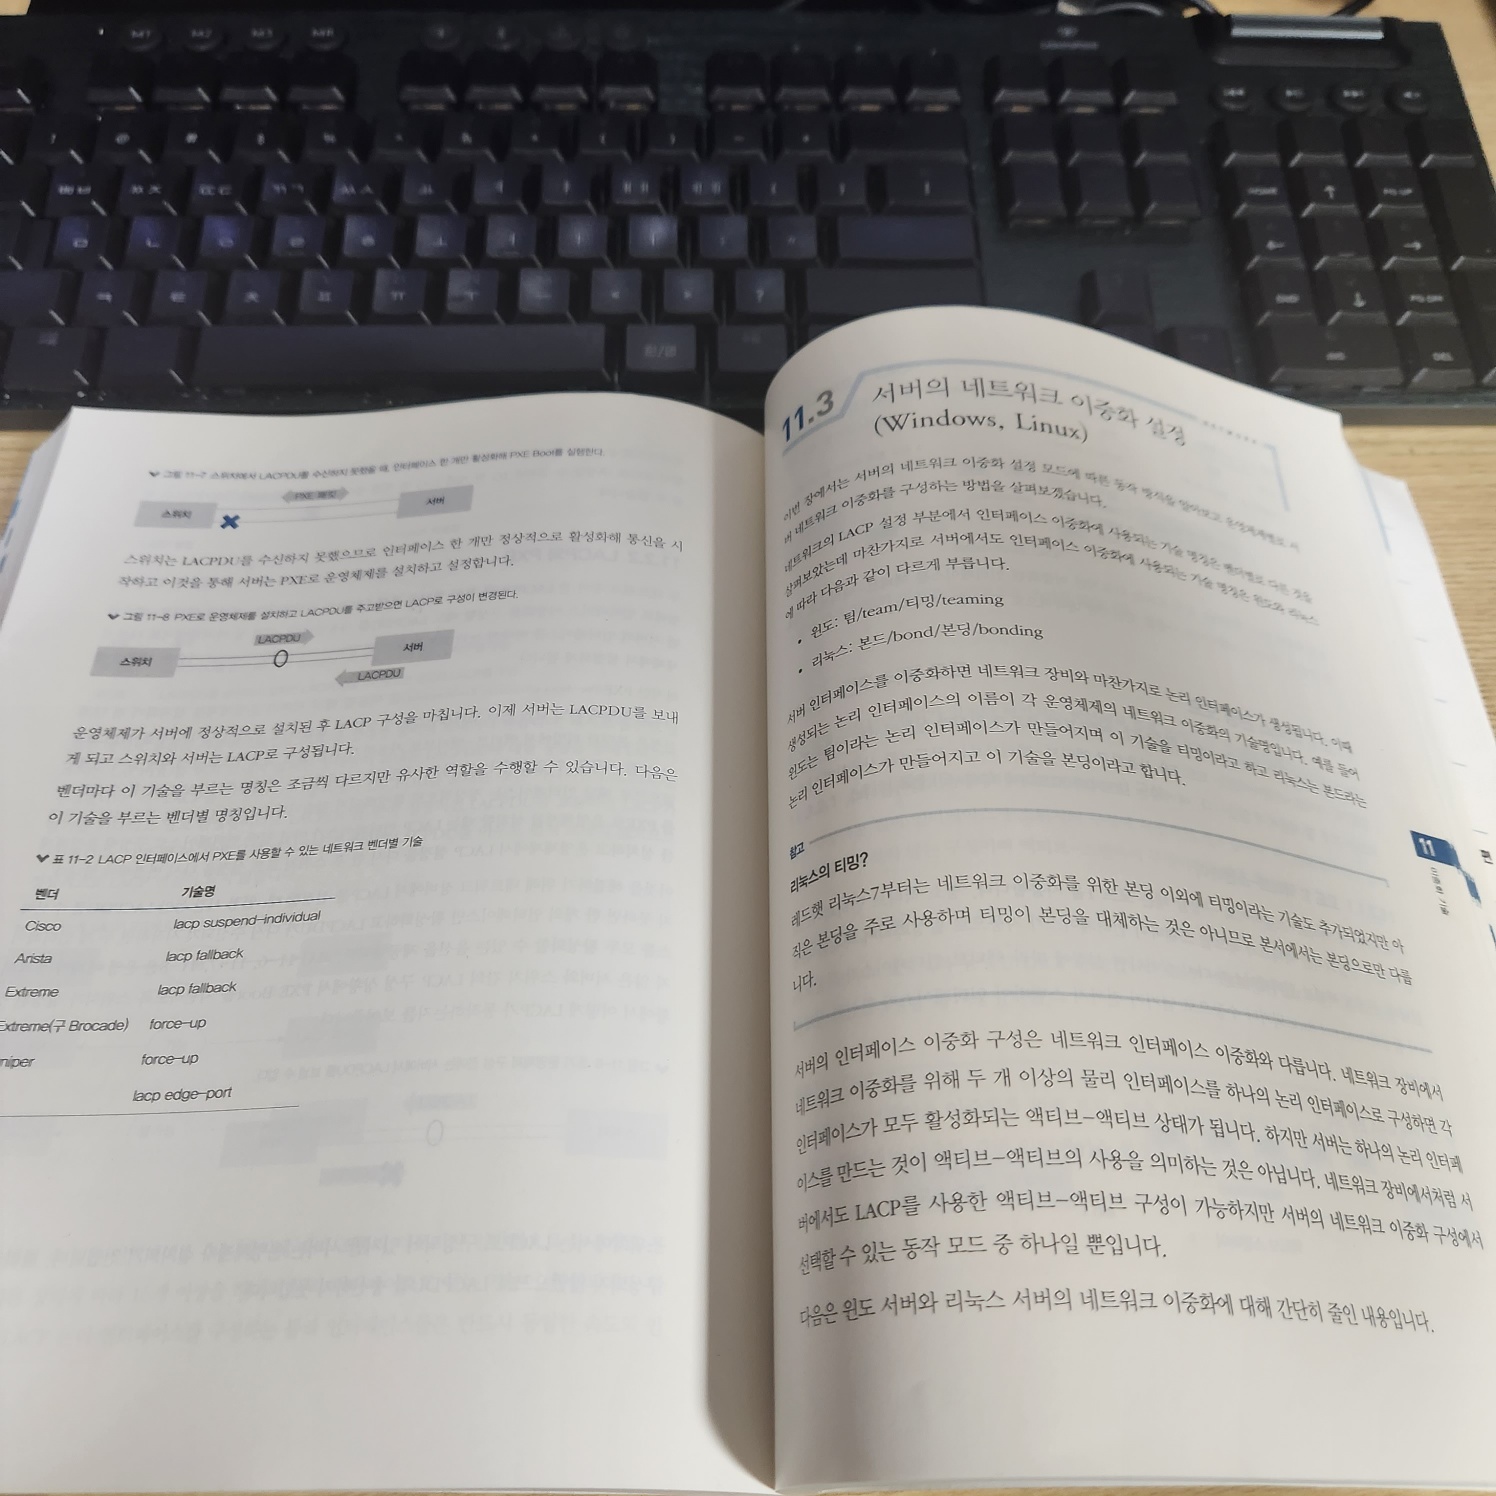 그림 11-7 스위치에서 LACPDU를 수신하지 못했을 때, 인터페이스 한 개만 활성화해 PXE Boot를 실행한다.
PXE 패킷
스위치
서버
스위치는 LACPDU를 수신하지 못했으므로 인터페이스 한 개만 정상적으로 활성화해 통신을 시
작하고 이것을 통해 서버는 PXE로 운영체제를 설치하고 설정합니다.
그림 11-8 PXE로 운영체제를 설치하고 LACPDU를 주고받으면 LACP로 구성이 변경된다.
LACPDU
스위치
서버
LACPDU
운영체제가 서버에 정상적으로 설치된 후 LACP 구성을 마칩니다. 이제 서버는 LACPDU를 보내
게 되고 스위치와 서버는 LACP로 구성됩니다.
벤더마다 이 기술을 부르는 명칭은 조금씩 다르지만 유사한 역할을 수행할 수 있습니다. 다음은
이 기술을 부르는 벤더별 명칭입니다.
표 11-2 LACP 인터페이스에서 PXE를 사용할 수 있는 네트워크 벤더별 기술
벤더 기술명
Cisco lacp suspend-individual
Arista lacp fallback
Extreme lacp fallback
Extreme(구 Brocade) force-up
niper force-up
lacp edge-port
11.3 서버의 네트워크 이중화 설정
(Windows, Linux)
이번 장에서는 서버의 네트워크 이중화 설정 모드에 따른 동작 방식을 알아보고 운영체제별로 서
버 네트워크 이중화를 구성하는 방법을 살펴보겠습니다.
네트워크의 LACP 설정 부분에서 인터페이스 이중화에 사용되는 기술 명칭은 벤더별로 다른 것을
살펴보았는데 마찬가지로 서버에서도 인터페이스 이중화에 사용되는 기술 명칭은 윈도와 리눅스
에 따라 다음과 같이 다르게 부릅니다.
• 윈도: 팀/team/티밍/teaming
• 리눅스: 본드/bond/본딩/bonding
서버 인터페이스를 이중화하면 네트워크 장비와 마찬가지로 논리 인터페이스가 생성됩니다. 이때
생성되는 논리 인터페이스의 이름이 각 운영체제의 네트워크 이중화의 기술명입니다. 예를 들어
윈도는 팀이라는 논리 인터페이스가 만들어지며 이 기술을 티밍이라고 하고 리눅스는 본드라는
논리 인터페이스가 만들어지고 이 기술을 본딩이라고 합니다.
참고
리눅스의 티밍?
레드햇 리눅스7부터는 네트워크 이중화를 위한 본딩 이외에 티밍이라는 기술도 추가되었지만 아
직은 본딩을 주로 사용하며 티밍이 본딩을 대체하는 것은 아니므로 본서에서는 본딩으로만 다룹
니다.
서버의 인터페이스 이중화 구성은 네트워크 인터페이스 이중화와 다릅니다. 네트워크 장비에서
네트워크 이중화를 위해 두 개 이상의 물리 인터페이스를 하나의 논리 인터페이스로 구성하면 각
인터페이스가 모두 활성화되는 액티브-액티브 상태가 됩니다. 하지만 서버는 하나의 논리 인터페
이스를 만드는 것이 액티브-액티브의 사용을 의미하는 것은 아닙니다. 네트워크 장비에서처럼 서
버에서도 LACP를 사용한 액티브-액티브 구성이 가능하지만 서버의 네트워크 이중화 구성에서
선택할 수 있는 동작 모드 중 하나일 뿐입니다.
다음은 윈도 서버와 리눅스 서버의 네트워크 이중화에 대해 간단히 줄인 내용입니다.
11